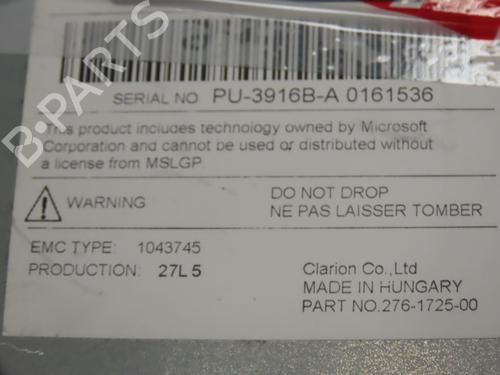 SERIAL NO PU-3916B-A 0161536
This product includes technology owned by Microsoft
Corporation and cannot be used or distributed without
a license from MSLGP.
WARNING
DO NOT DROP
NE PAS LAISSER TOMBER
EMC TYPE: 1043745
PRODUCTION: 27L5
Clarion Co.,Ltd
MADE IN HUNGARY
PART NO.276-1725-00
B-PARTS